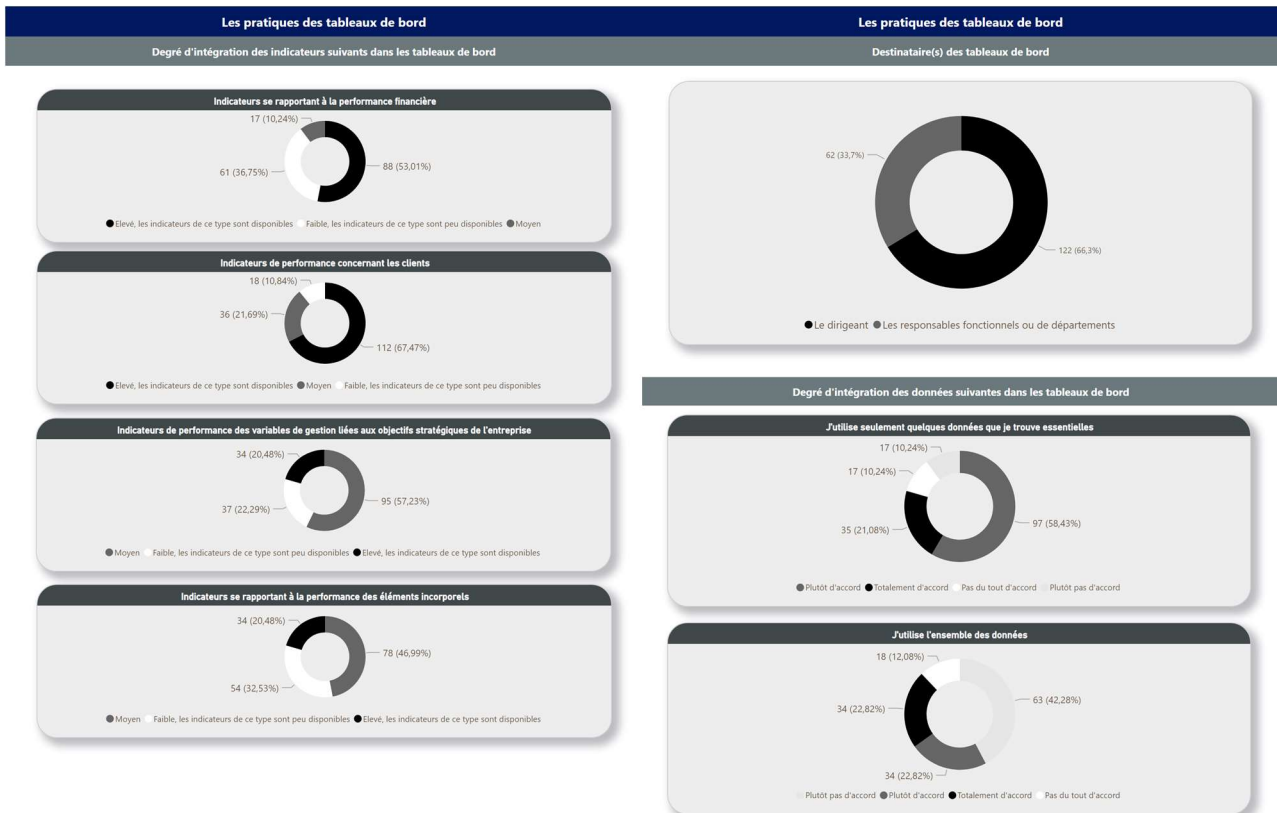 Les pratiques des tableaux de bord
Degré d'intégration des indicateurs suivants dans les tableaux de bord
Indicateurs se rapportant à la performance financière
17 (10,24%)
61 (36,75%)
88 (53,01%)
Elevé, les indicateurs de ce type sont disponibles Faible, les indicateurs de ce type sont peu disponibles Moyen
Indicateurs de performance concernant les clients
18 (10,84%)
36 (21,69%)
112 (67,47%)
Elevé, les indicateurs de ce type sont disponibles Moyen Faible, les indicateurs de ce type sont peu disponibles
Indicateurs de performance des variables de gestion liées aux objectifs stratégiques de l'entreprise
34 (20,48%)
37 (22,29%)
95 (57,23%)
Moyen Faible, les indicateurs de ce type sont peu disponibles Elevé, les indicateurs de ce type sont disponibles
Indicateurs se rapportant à la performance des éléments incorporels
34 (20,48%)
78 (46,99%)
54 (32,53%)
Moyen Faible, les indicateurs de ce type sont peu disponibles Elevé, les indicateurs de ce type sont disponibles
Les pratiques des tableaux de bord
Destinataire(s) des tableaux de bord
62 (33,7%)
122 (66,3%)
Le dirigeant Les responsables fonctionnels ou de départements
Degré d'intégration des données suivantes dans les tableaux de bord
J'utilise seulement quelques données que je trouve essentielles
17 (10,24%)
17 (10,24%)
35 (21,08%)
97 (58,43%)
Plutôt d'accord Totalement d'accord Pas du tout d'accord Plutôt pas d'accord
J'utilise l'ensemble des données
18 (12,08%)
63 (42,28%)
34 (22,82%)
34 (22,82%)
Plutôt pas d'accord Plutôt d'accord Totalement d'accord Pas du tout d'accord